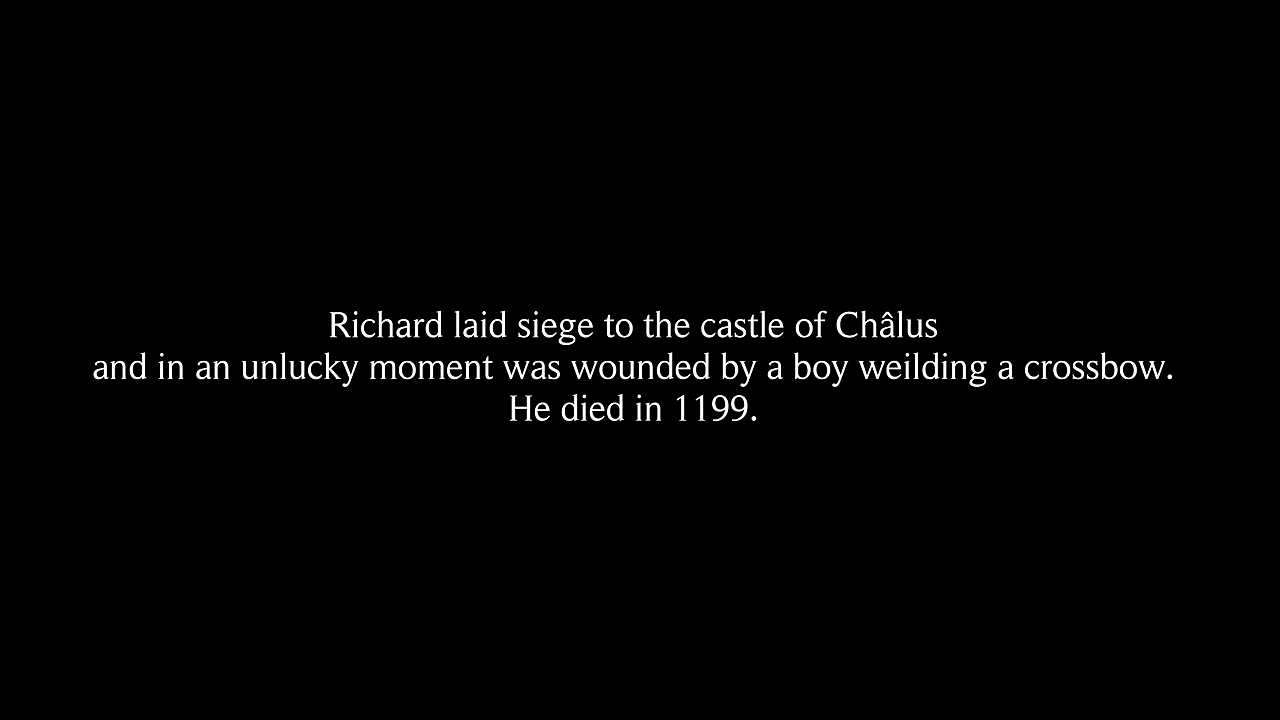 Richard laid siege to the castle of Châlus
and in an unlucky moment was wounded by a boy weilding a crossbow.
He died in 1199.